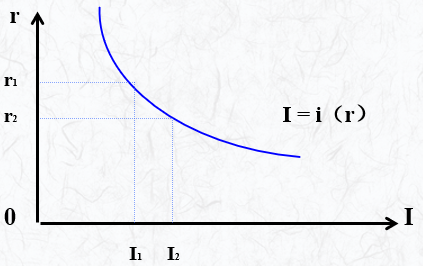 r
r₁
r₂
I = i（r）
0
I
I₁
I₂